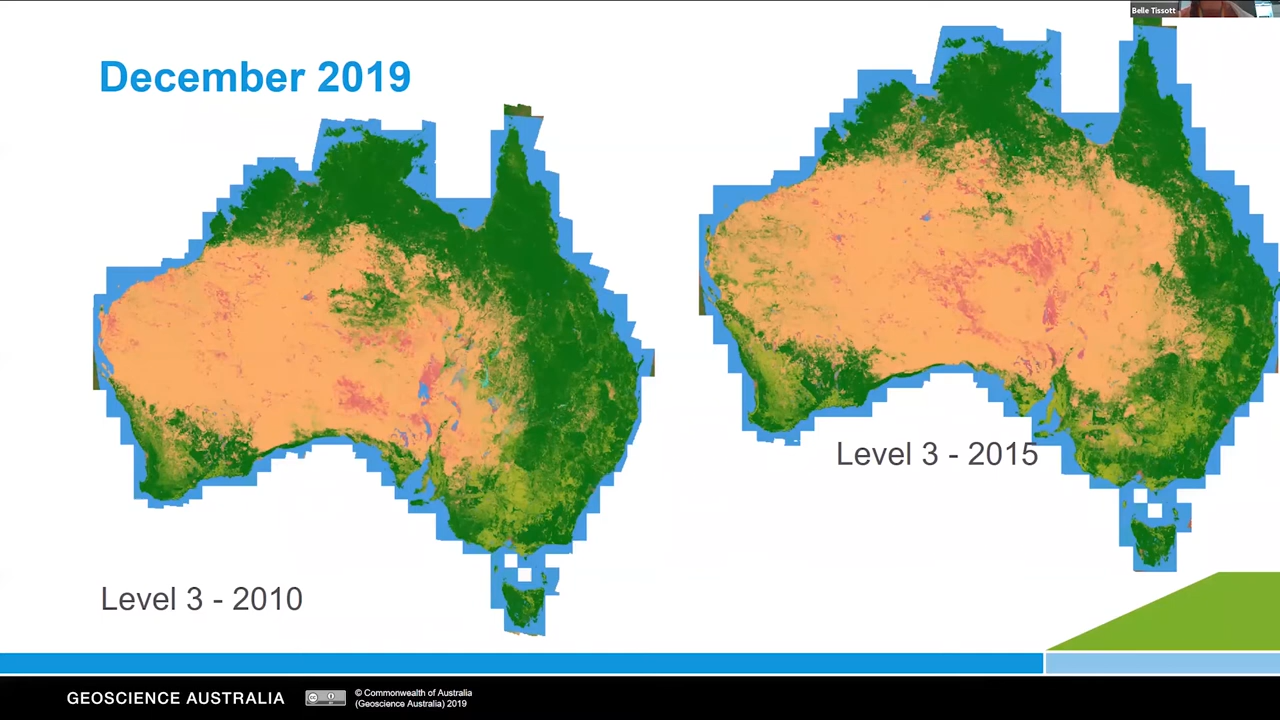 Belle Tissott
December 2019
Level 3 - 2015
Level 3 - 2010
GEOSCIENCE AUSTRALIA
© Commonwealth of Australia
(Geoscience Australia) 2019